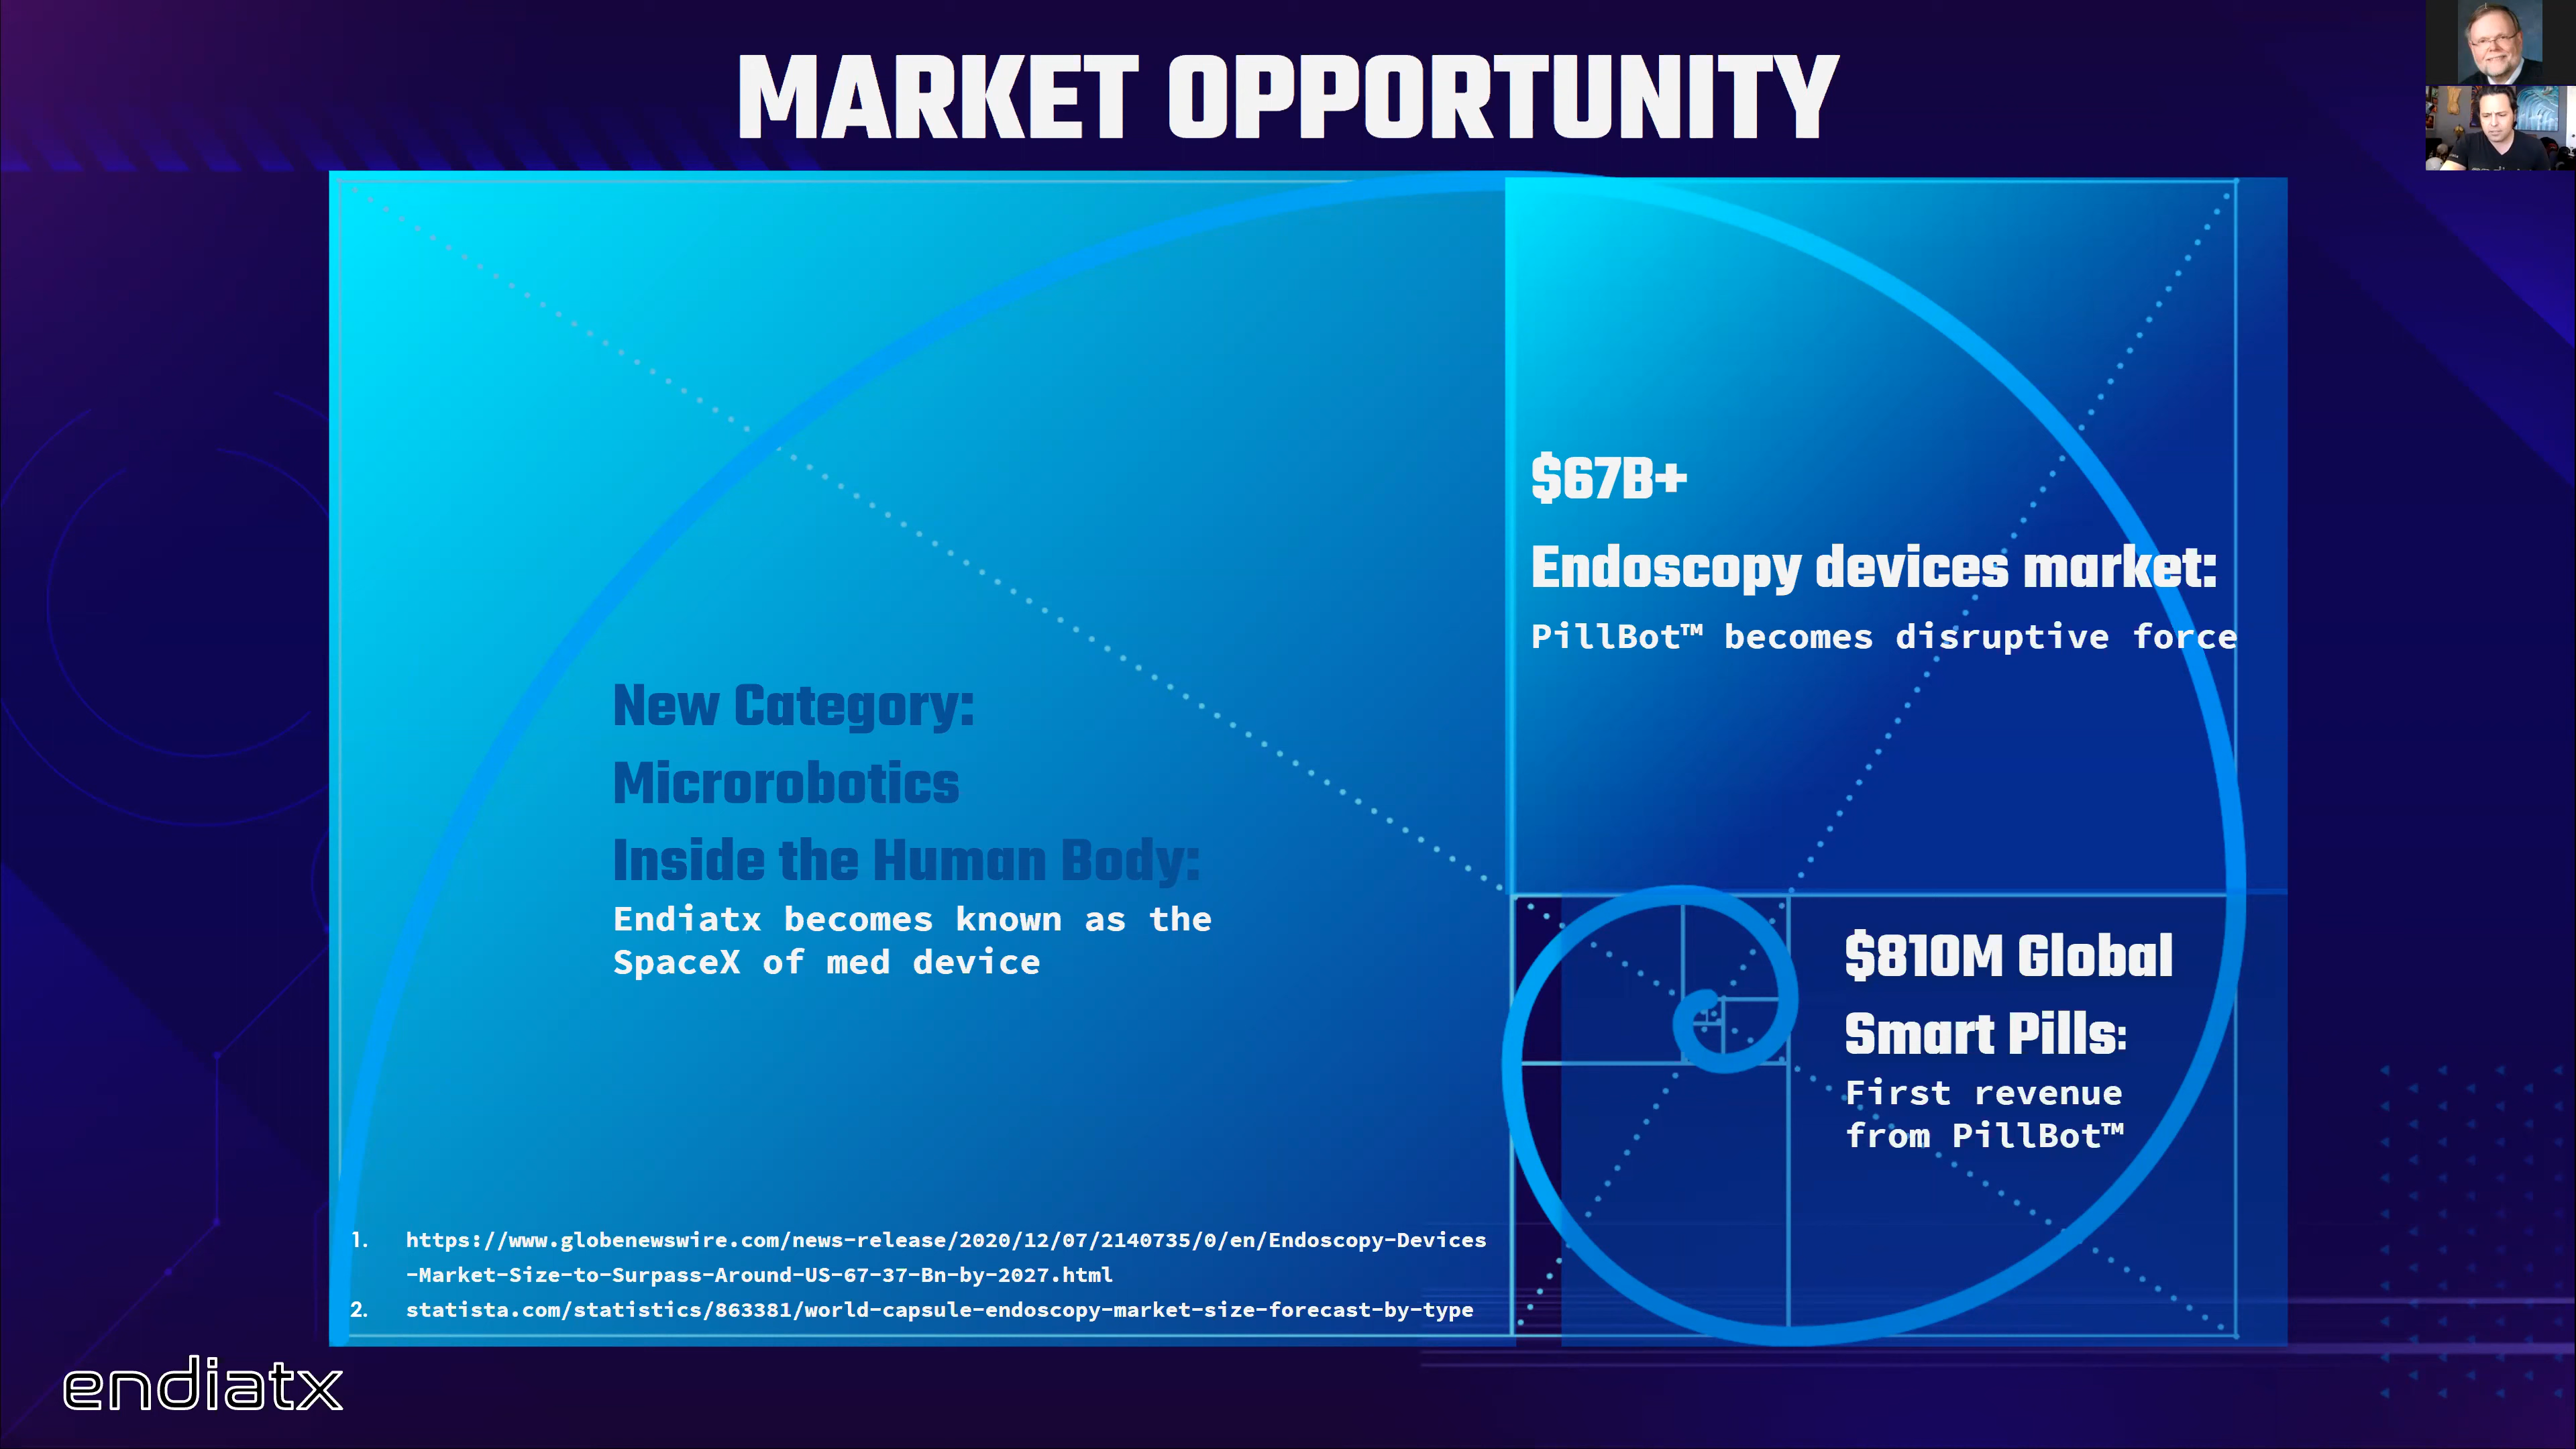 MARKET OPPORTUNITY
$67B+
Endoscopy devices market:
PillBot™ becomes disruptive force
New Category:
Microrobotics
Inside the Human Body:
Endiatx becomes known as the
SpaceX of med device
$810M Global
Smart Pills:
First revenue
from PillBot™
1. https://www.globenewswire.com/news-release/2020/12/07/2140735/0/en/Endoscopy-Devices
-Market-Size-to-Surpass-Around-US-67-37-Bn-by-2027.html
2. statista.com/statistics/863381/world-capsule-endoscopy-market-size-forecast-by-type
endiatx